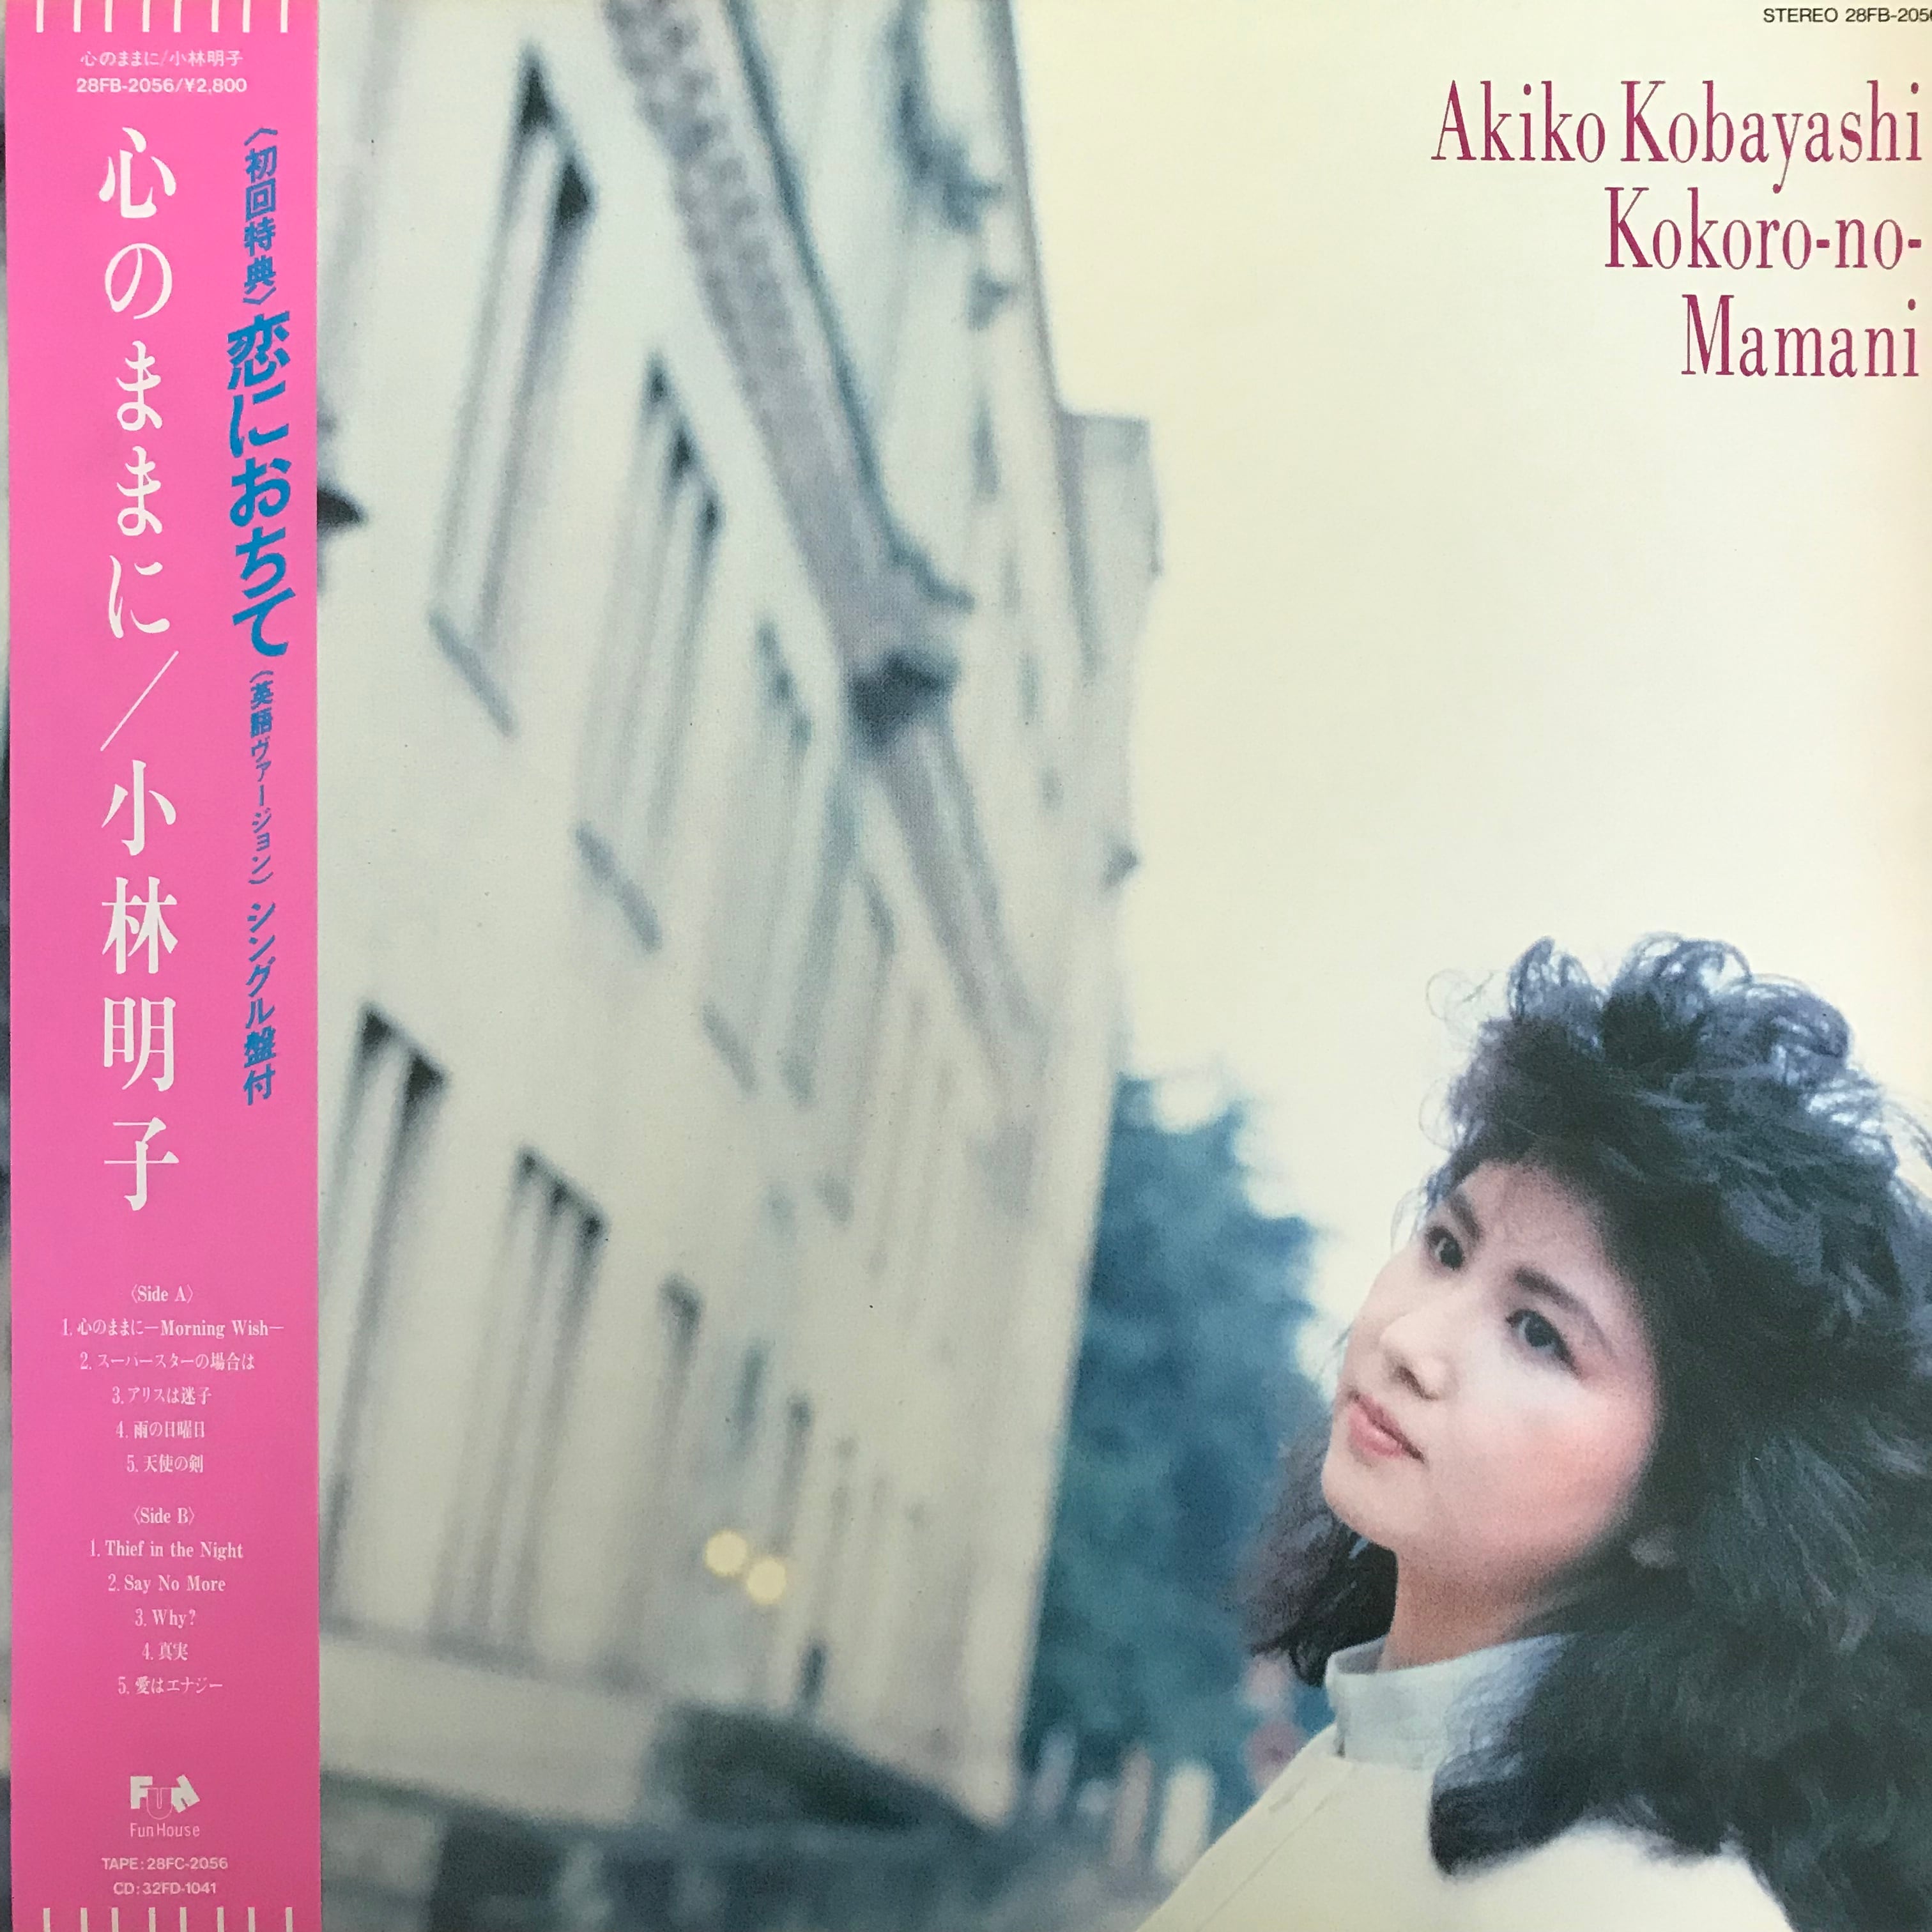 心のままに/小林明子
28FB-2056/¥2,800
〈初回特典〉恋におちて(英語ヴァージョン)シングル盤付
心のままに/小林明子
〈Side A〉
1.心のままに—Morning Wish—
2.スーパースターの場合は
3.アリスは迷子
4.雨の日曜日
5.天使の剣
〈Side B〉
1.Thief in the Night
2.Say No More
3.Why?
4.真実
5.愛はエナジー
FUN
Fun House
TAPE:28FC-2056
CD:32FD-1041
STEREO 28FB-2056
Akiko Kobayashi
Kokoro-no-
Mamani